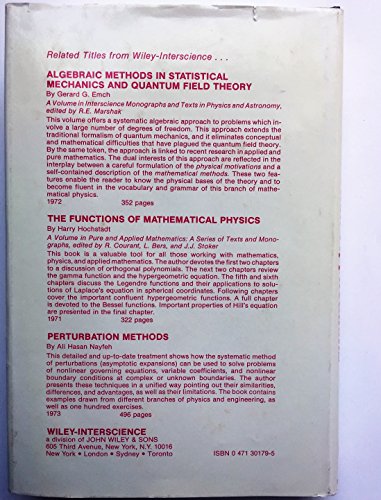 Related Titles from Wiley-Interscience . . .
ALGEBRAIC METHODS IN STATISTICAL
MECHANICS AND QUANTUM FIELD THEORY
By Gerard G. Emch
A Volume in Interscience Monographs and Texts in Physics and Astronomy,
edited by R.E. Marshak
This volume offers a systematic algebraic approach to problems which in-
volve a large number of degrees of freedom. This approach extends the
traditional formalism of quantum mechanics, and it eliminates conceptual
and mathematical difficulties that have plagued the quantum field theory.
By the same token, the approach is linked to recent research in applied and
pure mathematics. The dual interests of this approach are reflected in the
interplay between a careful formulation of the physical motivations and a
self-contained description of the mathematical methods. These two fea-
tures enable the reader to know the physical bases of the theory and to
become fluent in the vocabulary and grammar of this branch of mathe-
matical physics.
1972 352 pages
THE FUNCTIONS OF MATHEMATICAL PHYSICS
By Harry Hochstadt
A Volume in Pure and Applied Mathematics: A Series of Texts and Mono-
graphs, edited by R. Courant, L. Bers, and J.J. Stoker
This book is a valuable tool for all those working with mathematics,
physics, and applied mathematics. The author devotes the first two chapters
to a discussion of orthogonal polynomials. The next two chapters review
the gamma function and the hypergeometric equation. The fifth and sixth
chapters discuss the Legendre functions and their applications to solu-
tions of Laplace's equation in spherical coordinates. Following chapters
cover the important confluent hypergeometric functions. A full chapter
is devoted to the Bessel functions. Important properties of Hill's equation
are presented in the final chapter.
1971 322 pages
PERTURBATION METHODS
By Ali Hasan Nayfeh
This detailed and up-to-date treatment shows how the systematic method
of perturbations (asymptotic expansions) can be used to solve problems
of nonlinear governing equations, variable coefficients, and nonlinear
boundary conditions at complex or unknown boundaries. The author
presents these techniques in a unified way pointing out their similarities,
differences, and advantages, as well as their limitations. The book contains
examples drawn from different branches of physics and engineering, as
well as one hundred exercises.
1973 496 pages
WILEY-INTERSCIENCE
a division of JOHN WILEY & SONS
605 Third Avenue, New York, N.Y. 10016
New York • London • Sydney • Toronto
ISBN 0 471 30179-5